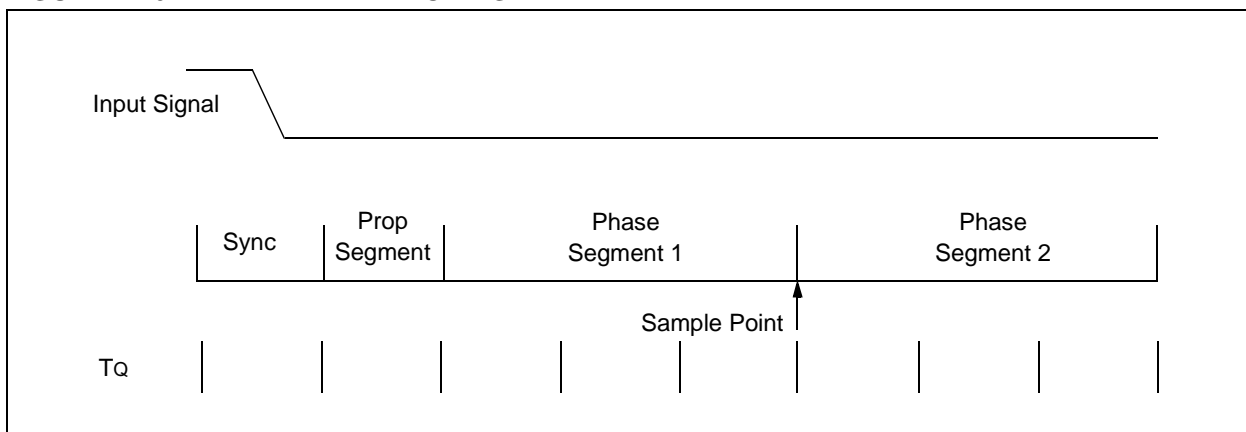 Input Signal
Sync
Prop
Segment
Phase
Segment 1
Phase
Segment 2
Sample Point
TQ